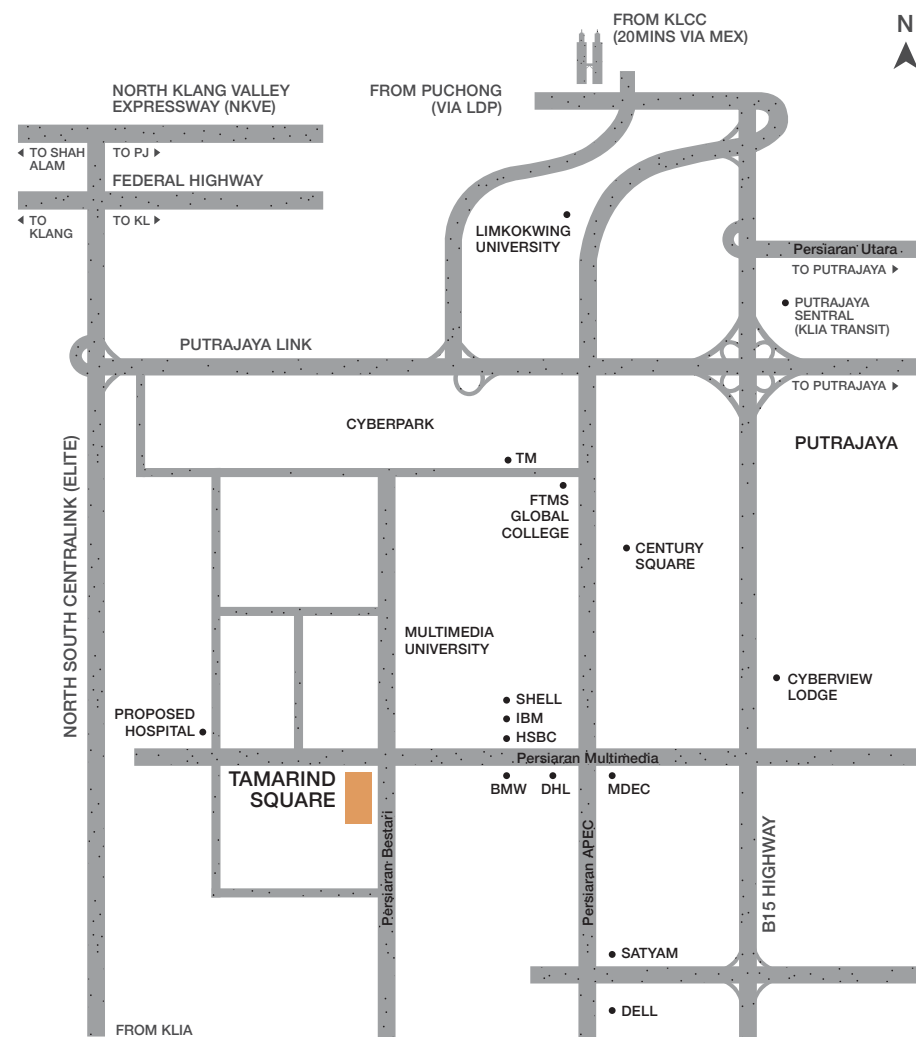 FROM KLCC
(20MINS VIA MEX)
N
NORTH KLANG VALLEY
EXPRESSWAY (NKVE)
FROM PUCHONG
(VIA LDP)
TO SHAH
ALAM
TO PJ
FEDERAL HIGHWAY
TO
KLANG
TO KL
LIMKOKWING
UNIVERSITY
Persiaran Utara
TO PUTRAJAYA
PUTRAJAYA
SENTRAL
(KLIA TRANSIT)
PUTRAJAYA LINK
TO PUTRAJAYA
CYBERPARK
PUTRAJAYA
TM
FTMS
GLOBAL
COLLEGE
NORTH SOUTH CENTRALINK (ELITE)
CENTURY
SQUARE
MULTIMEDIA
UNIVERSITY
CYBERVIEW
LODGE
SHELL
IBM
HSBC
PROPOSED
HOSPITAL
Persiaran Multimedia
TAMARIND
SQUARE
BMW
DHL
MDEC
Persiaran Bestari
Persiaran APEC
B15 HIGHWAY
SATYAM
DELL
FROM KLIA